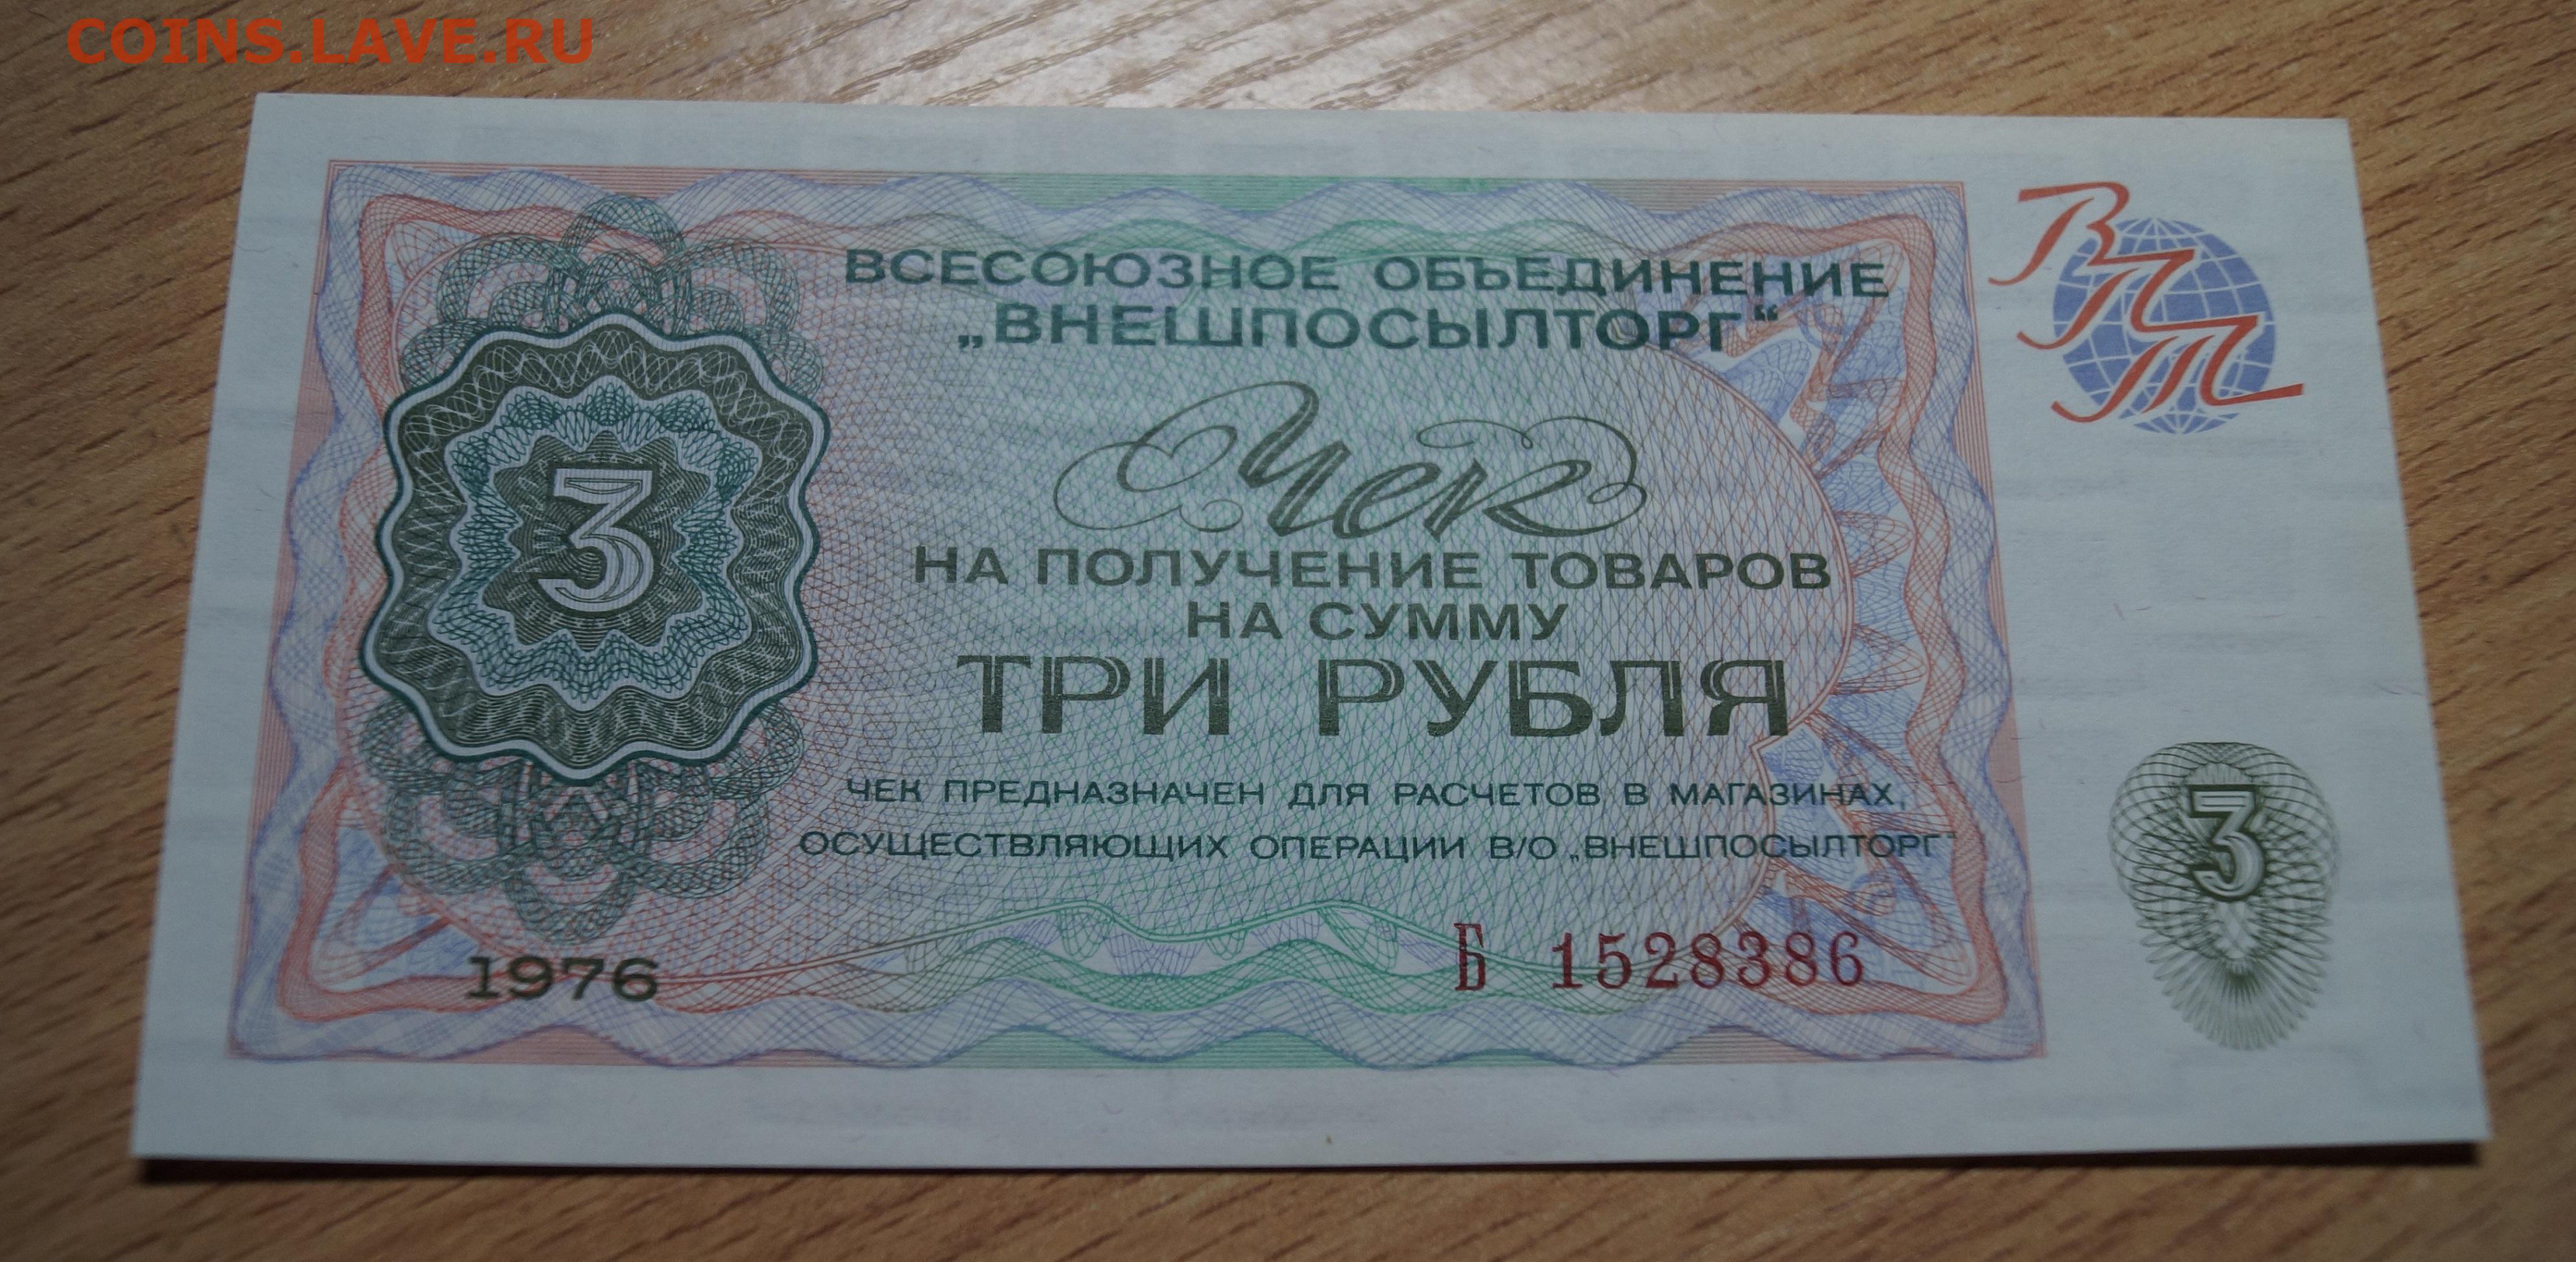 COINS.LAVE.RU
ВСЕСОЮЗНОЕ ОБЪЕДИНЕНИЕ
„ВНЕШПОСЫЛТОРГ“
ВПТ
Чек
3
НА ПОЛУЧЕНИЕ ТОВАРОВ
НА СУММУ
ТРИ РУБЛЯ
ЧЕК ПРЕДНАЗНАЧЕН ДЛЯ РАСЧЕТОВ В МАГАЗИНАХ,
ОСУЩЕСТВЛЯЮЩИХ ОПЕРАЦИИ В/О „ВНЕШПОСЫЛТОРГ“
3
1976
Б 1528386